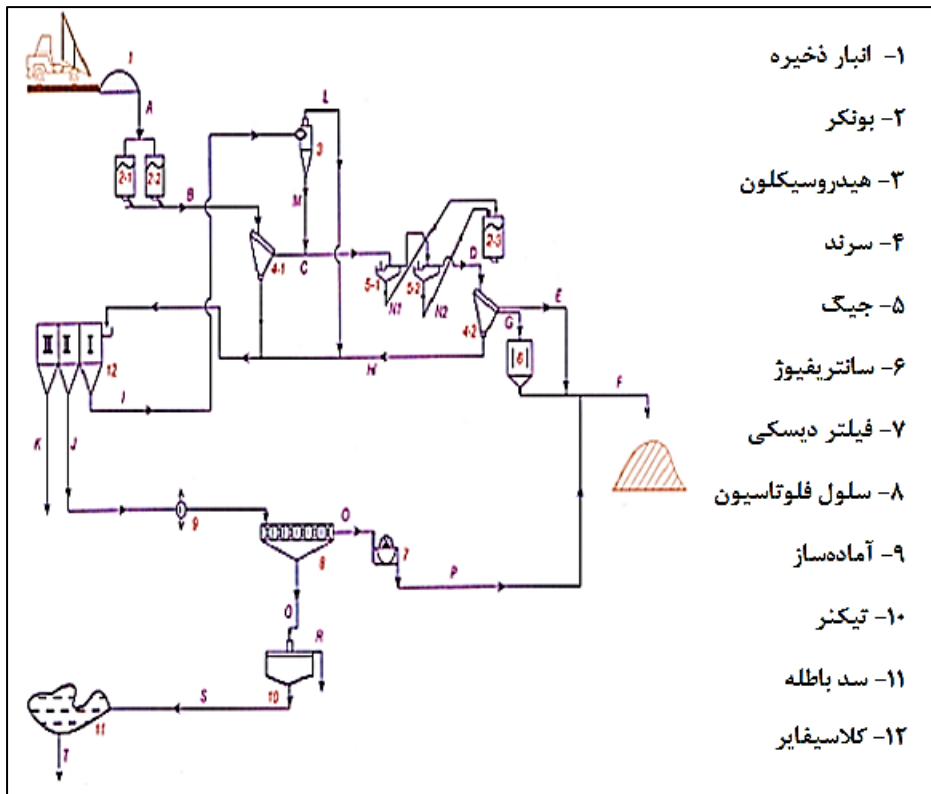 1
A
L
2-1
2-2
B
3
M
4-1
C
5-1
5-2
N1
N2
2-3
D
4-2
E
G
6
F
H
III
II
I
12
I
K
J
9
8
O
7
P
Q
R
10
S
11
T
۱- انبار ذخیره
۲- بونکر
۳- هیدروسیکلون
۴- سرند
۵- جیگ
۶- سانتریفیوژ
۷- فیلتر دیسکی
۸- سلول فلوتاسیون
۹- آماده‌ساز
۱۰- تیکنر
۱۱- سد باطله
۱۲- کلاسیفایر